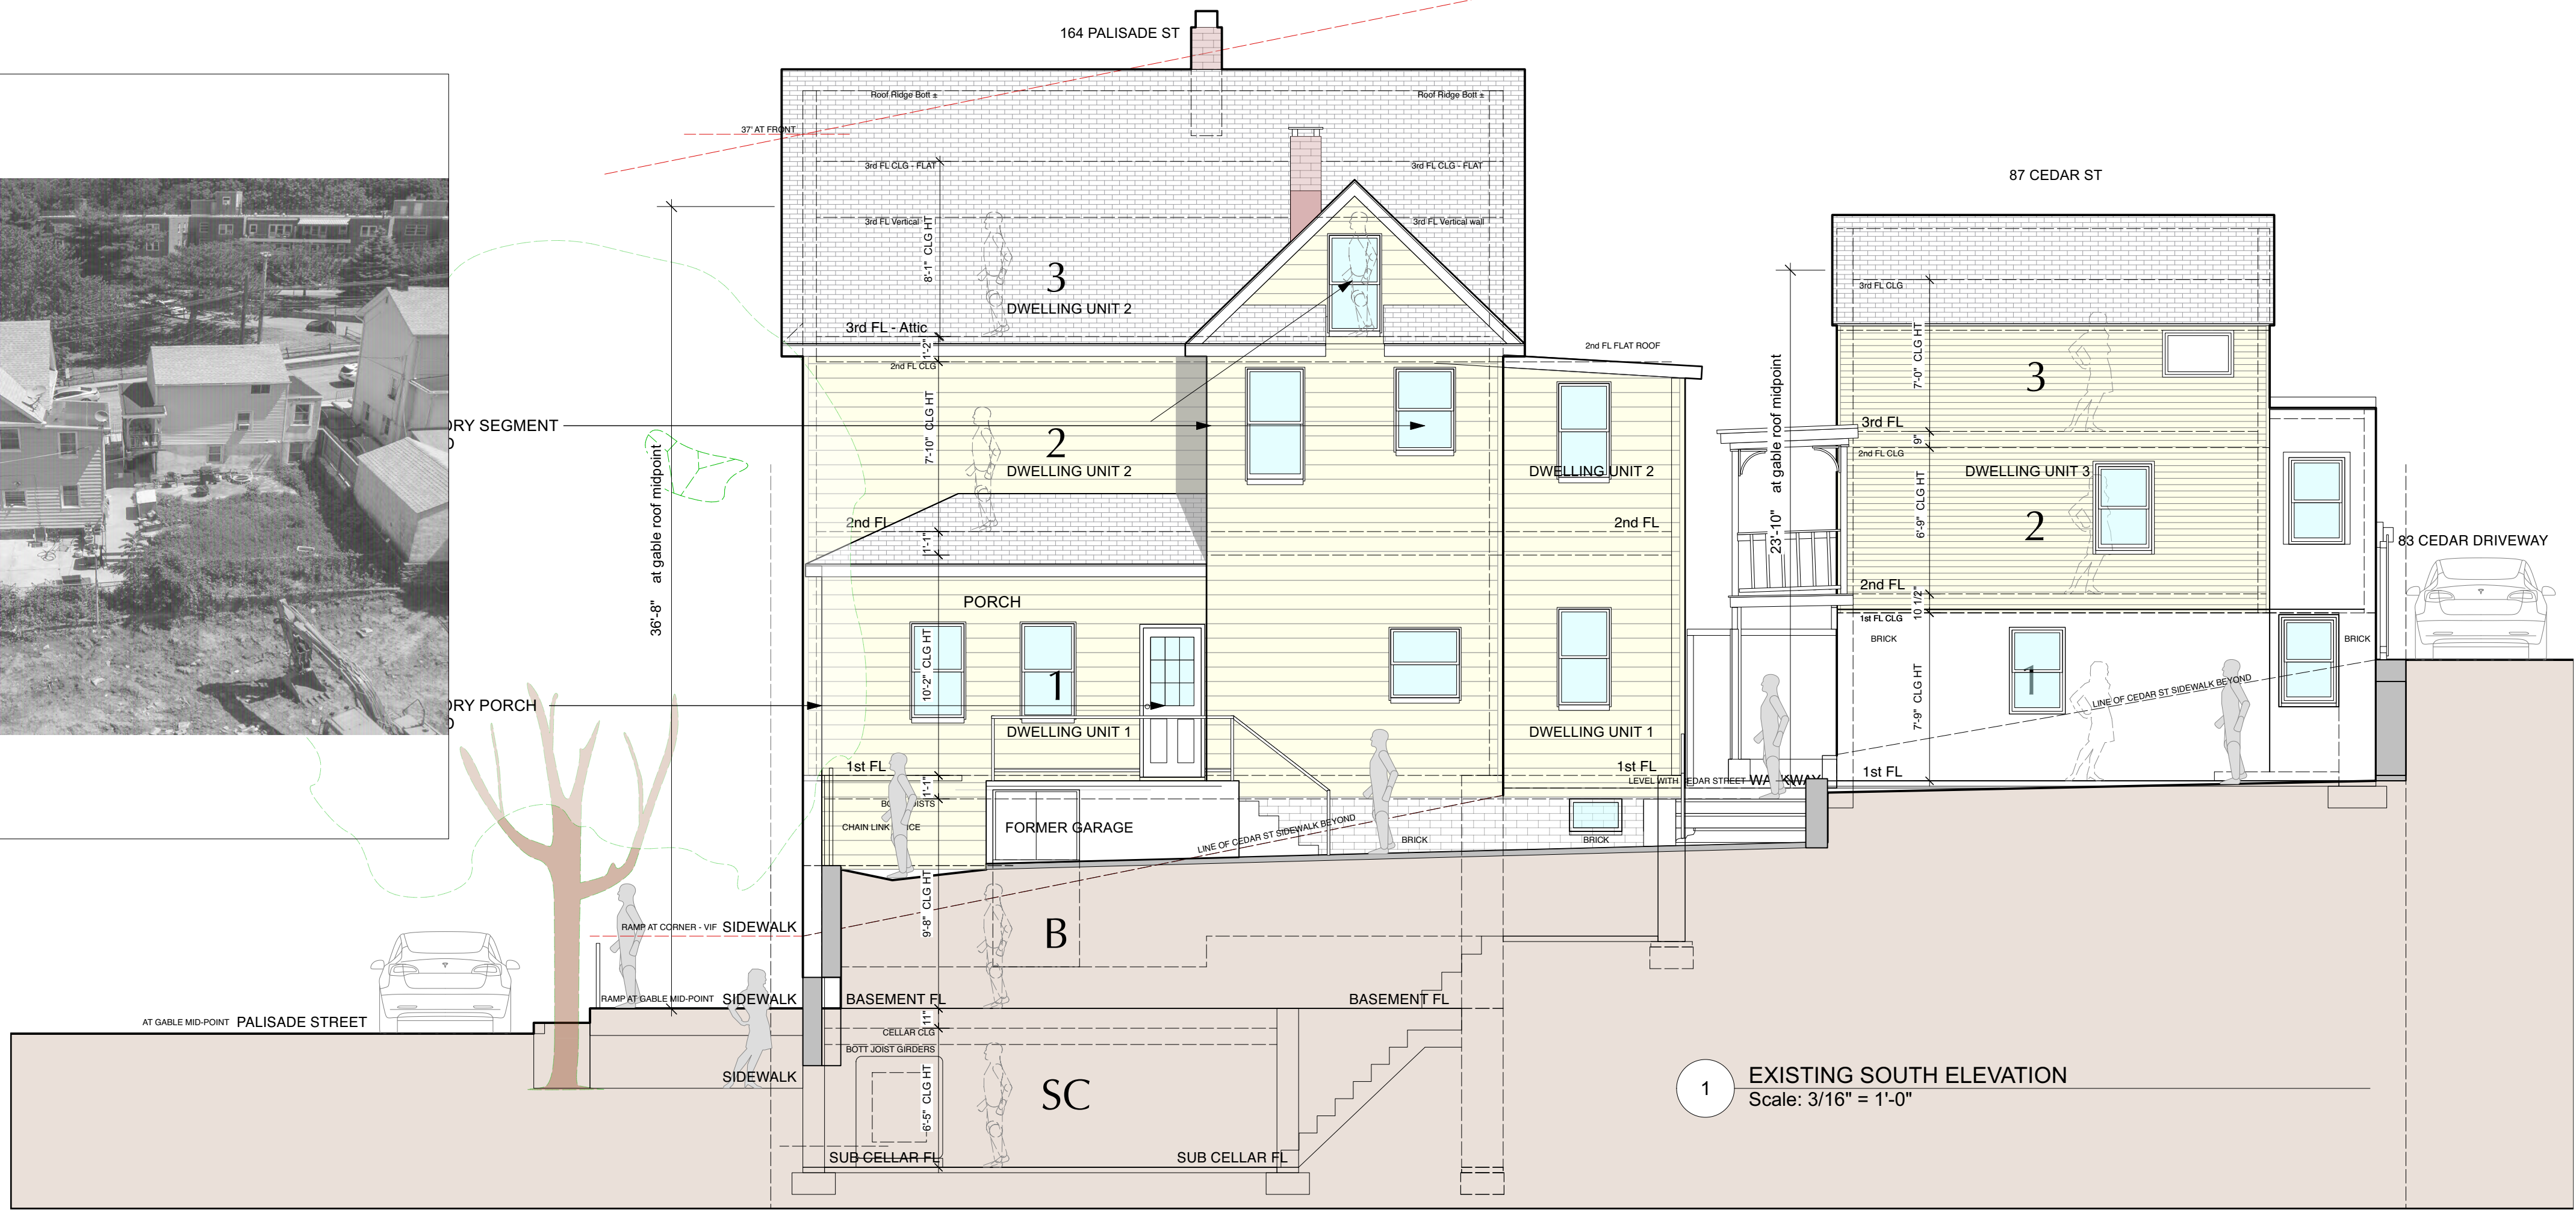 164 PALISADE ST
Roof Ridge Bott ±
Roof Ridge Bott ±
37' AT FRONT
3rd FL CLG - FLAT
3rd FL CLG - FLAT
87 CEDAR ST
3rd FL Vertical
3rd FL Vertical wall
8'-1" CLG HT
3
DWELLING UNIT 2
3rd FL - Attic
1'-2"
2nd FL CLG
2nd FL FLAT ROOF
3rd FL CLG
7'-0" CLG HT
3
36'-8" at gable roof midpoint
23'-10" at gable roof midpoint
ORY SEGMENT
7'-10" CLG HT
2
DWELLING UNIT 2
DWELLING UNIT 2
3rd FL
9"
2nd FL CLG
DWELLING UNIT 3
6'-9" CLG HT
2
2nd FL
2nd FL
1'-1"
83 CEDAR DRIVEWAY
2nd FL
10 1/2"
1st FL CLG
BRICK
BRICK
PORCH
10'-2" CLG HT
1
7'-9" CLG HT
1
LINE OF CEDAR ST SIDEWALK BEYOND
ORY PORCH
DWELLING UNIT 1
DWELLING UNIT 1
1st FL
1st FL
1st FL
1'-1"
LEVEL WITH CEDAR STREET WALKWAY
CHAIN LINK
FORMER GARAGE
LINE OF CEDAR ST SIDEWALK BEYOND
BRICK
BRICK
9'-8" CLG HT
B
RAMP AT CORNER - VIF SIDEWALK
RAMP AT GABLE MID-POINT SIDEWALK
BASEMENT FL
BASEMENT FL
AT GABLE MID-POINT PALISADE STREET
11"
CELLAR CLG
BOTT JOIST GIRDERS
SIDEWALK
6'-5" CLG HT
SC
SUB CELLAR FL
SUB CELLAR FL
1
EXISTING SOUTH ELEVATION
Scale: 3/16" = 1'-0"